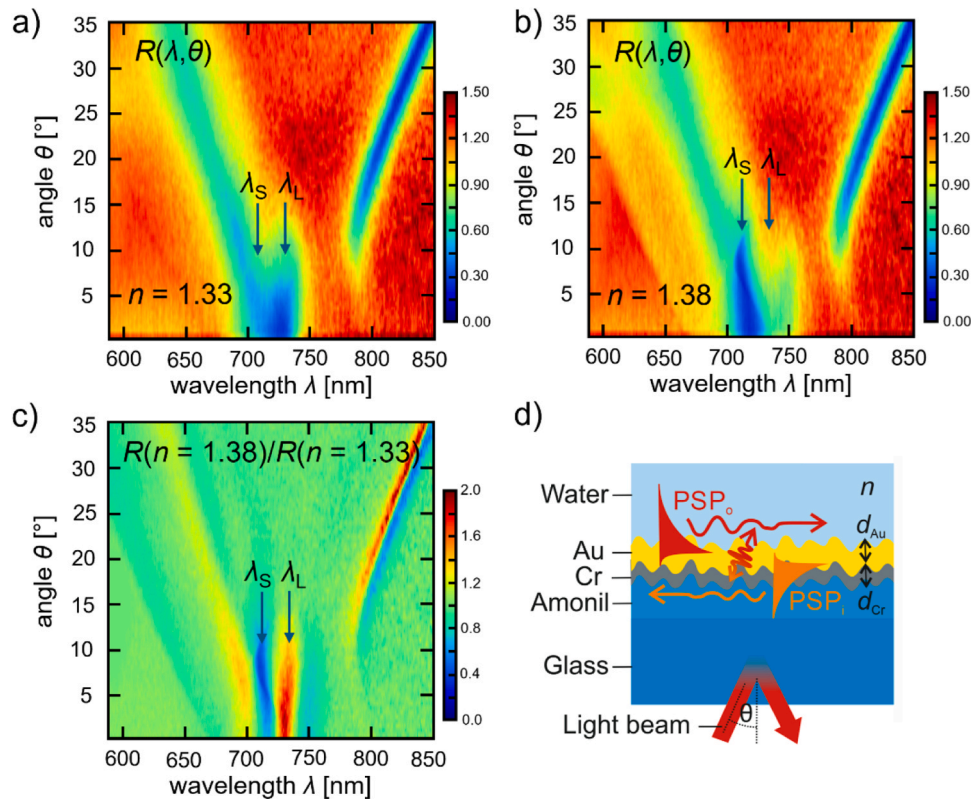 a)
R(λ,θ)
35
30
25
20
15
10
5
angle θ [°]
λS
λL
n = 1.33
600 650 700 750 800 850
wavelength λ [nm]
1.50
1.20
0.90
0.60
0.30
0.00
b)
R(λ,θ)
35
30
25
20
15
10
5
angle θ [°]
λS
λL
n = 1.38
600 650 700 750 800 850
wavelength λ [nm]
1.50
1.20
0.90
0.60
0.30
0.00
c)
R(n = 1.38)/R(n = 1.33)
35
30
25
20
15
10
5
angle θ [°]
λS
λL
600 650 700 750 800 850
wavelength λ [nm]
2.0
1.6
1.2
0.8
0.4
0.0
d)
Water
PSPo
n
dAu
Au
Cr
Amonil
PSPi
dCr
Glass
Light beam
θ